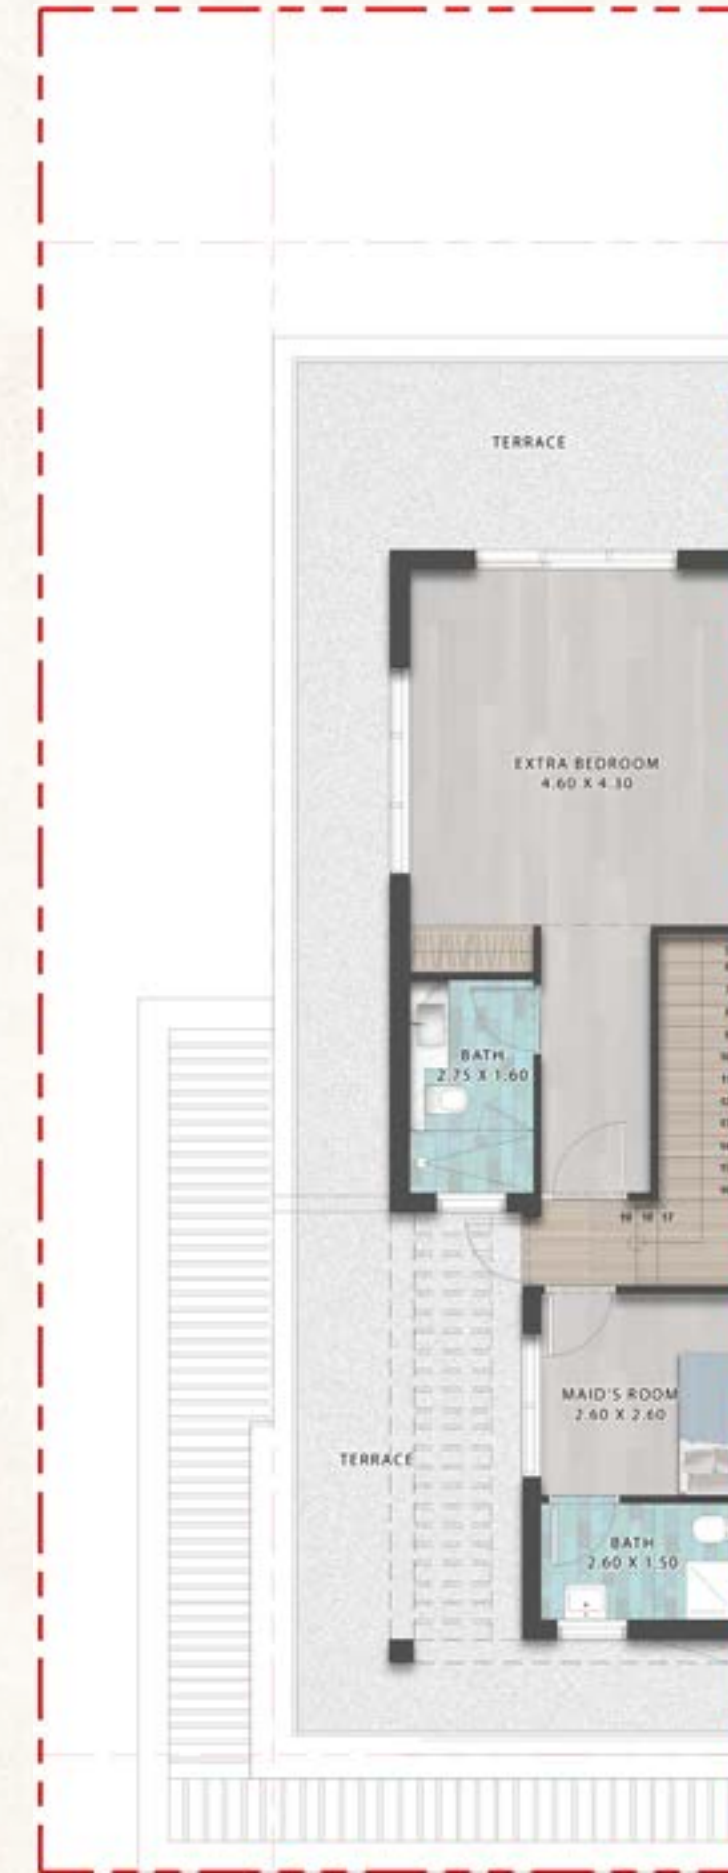 TERRACE
EXTRA BEDROOM
4.60 X 4.30
BATH
2.75 X 1.60
17
MAID'S ROOM
2.60 X 2.60
TERRACE
BATH
2.60 X 1.50